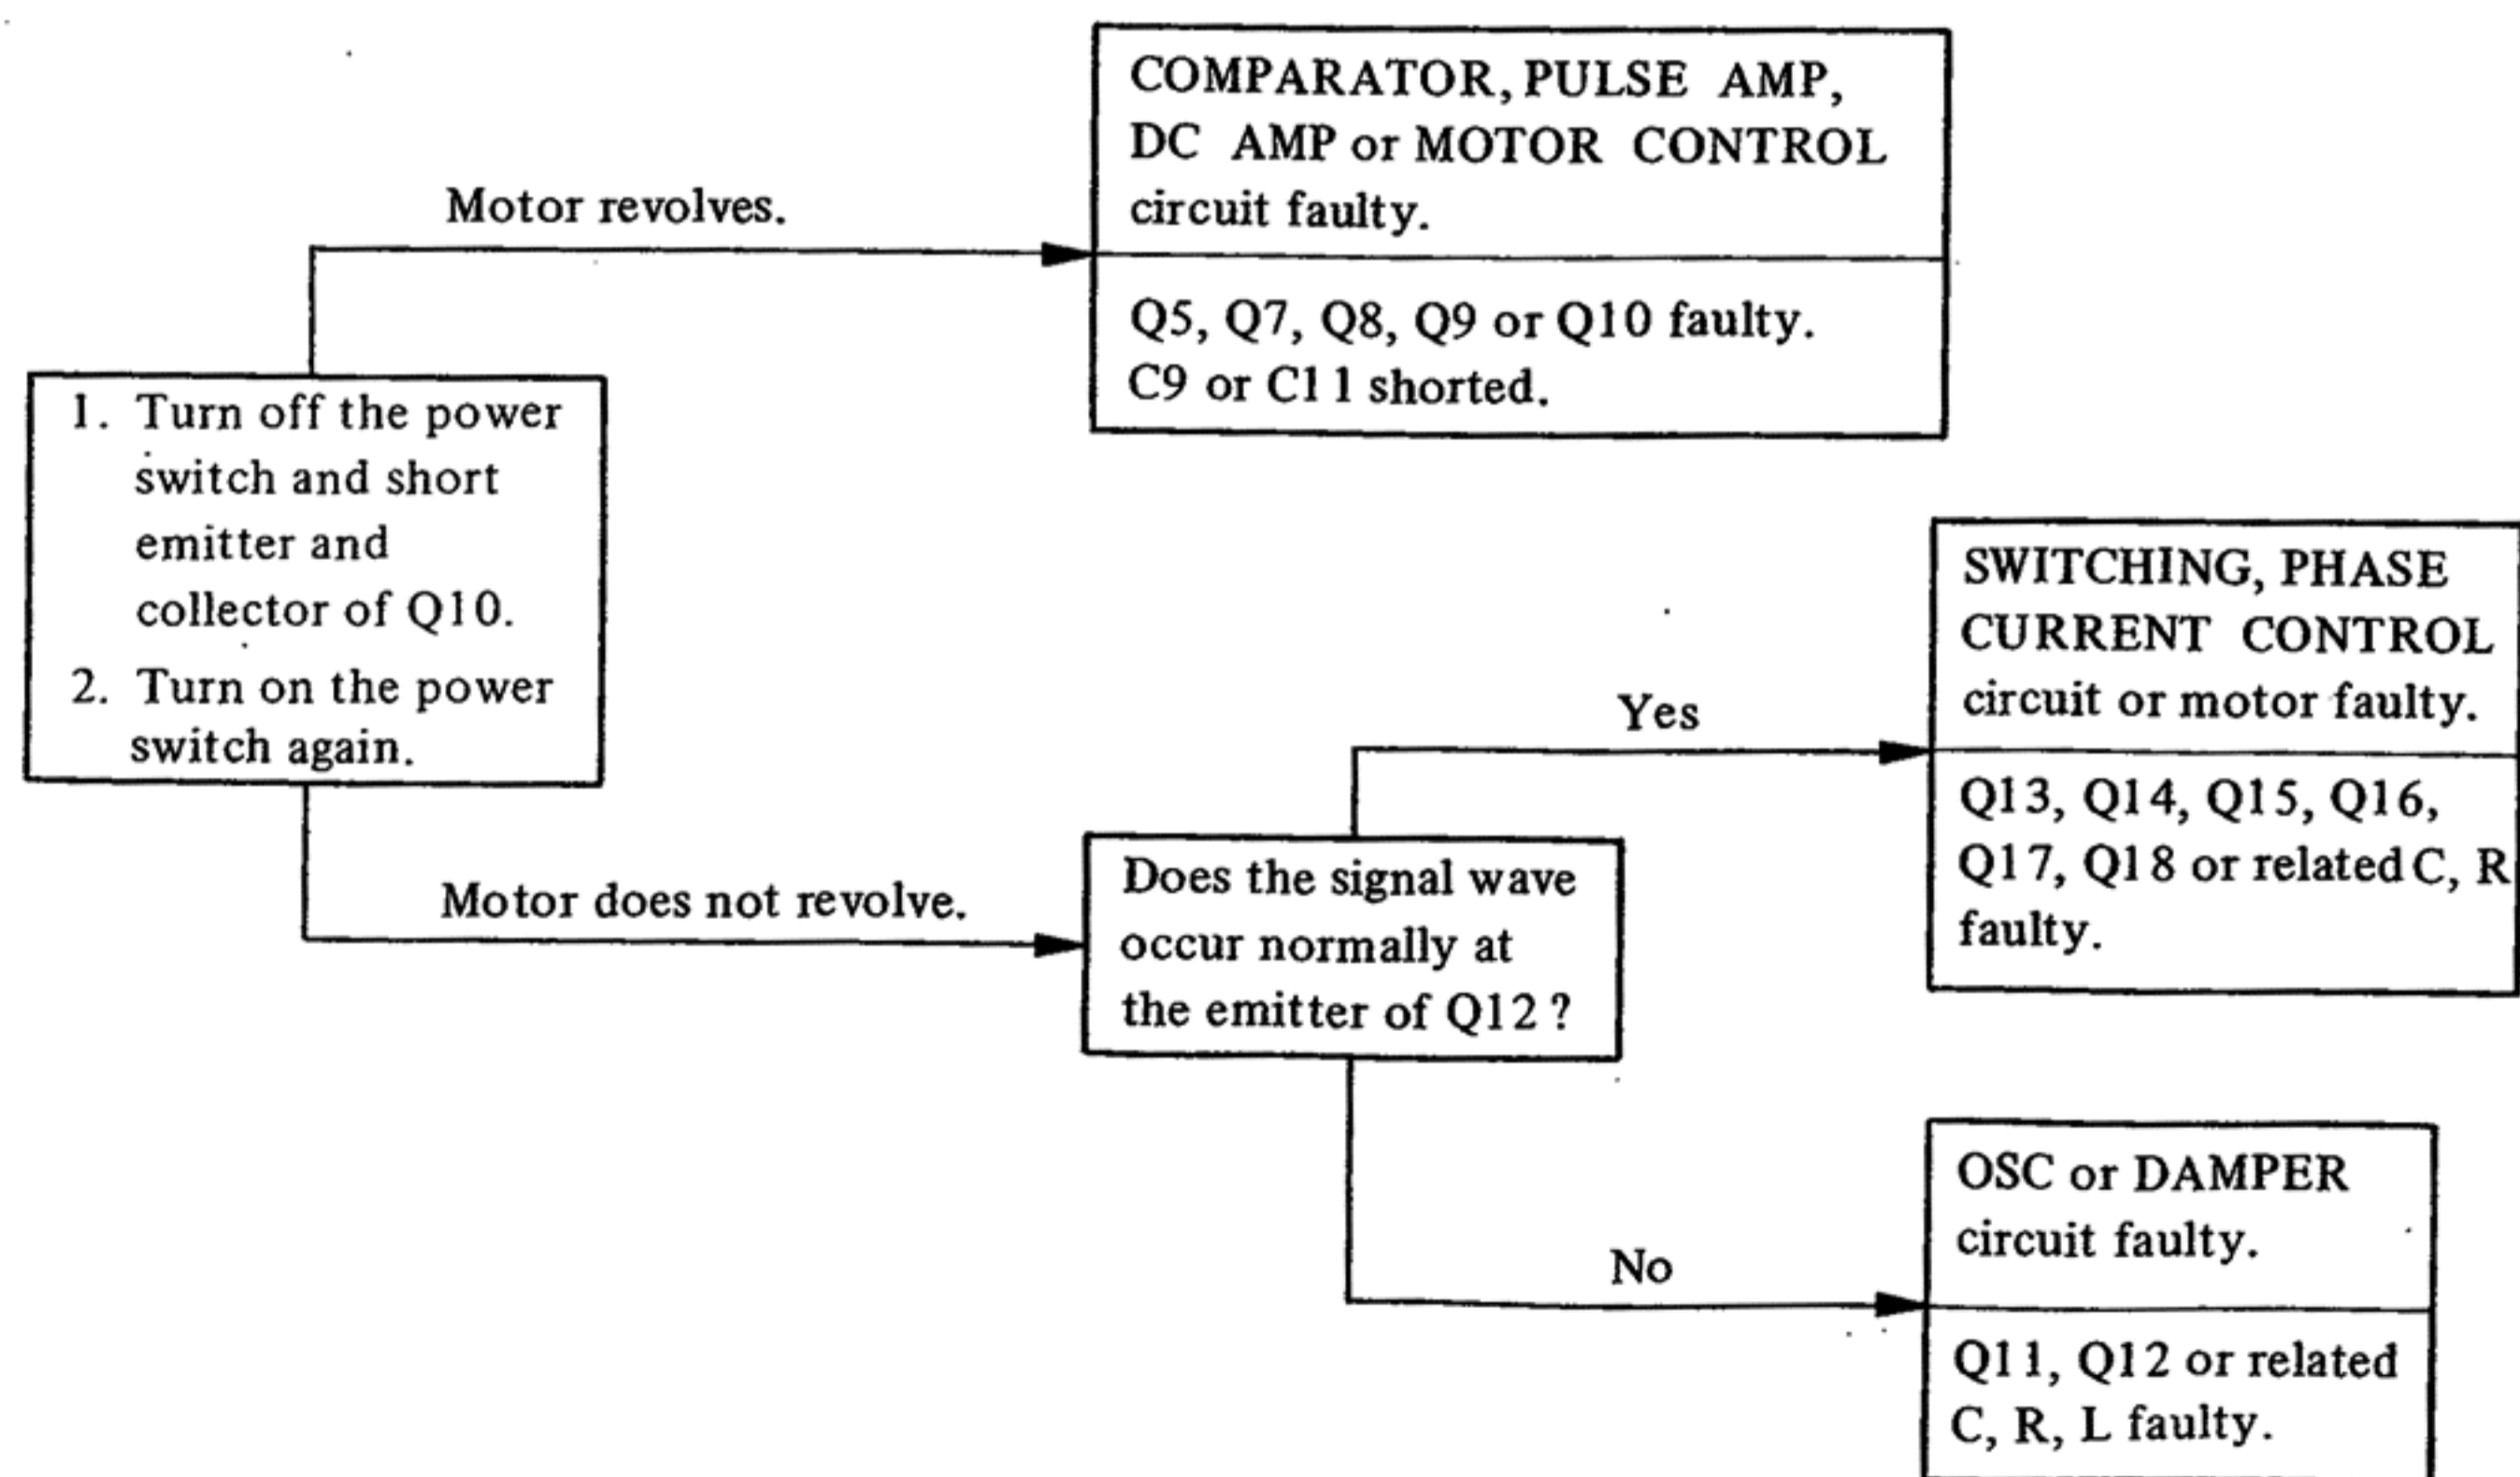 COMPARATOR, PULSE AMP,
DC AMP or MOTOR CONTROL
circuit faulty.
Motor revolves.
Q5, Q7, Q8, Q9 or Q10 faulty.
C9 or C11 shorted.
1. Turn off the power
switch and short
emitter and
collector of Q10.
2. Turn on the power
switch again.
Motor does not revolve.
Does the signal wave
occur normally at
the emitter of Q12?
Yes
SWITCHING, PHASE
CURRENT CONTROL
circuit or motor faulty.
Q13, Q14, Q15, Q16,
Q17, Q18 or related C, R
faulty.
No
OSC or DAMPER
circuit faulty.
Q11, Q12 or related
C, R, L faulty.